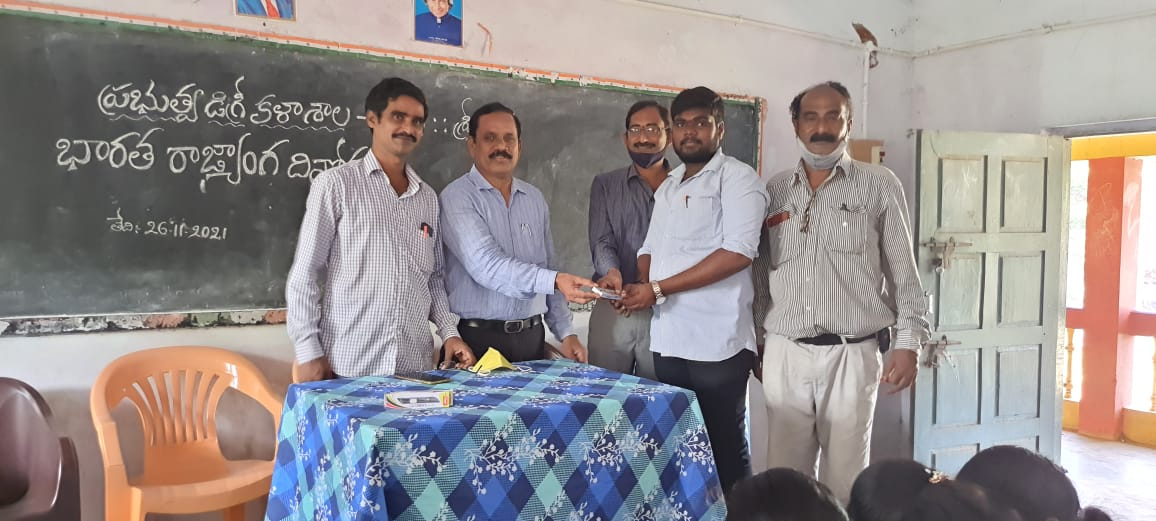 ప్రభుత్వ డిగ్రీ కళాశాల - :: శ్రీ
భారత రాజ్యాంగ దినో
తేది: 26-11-2021